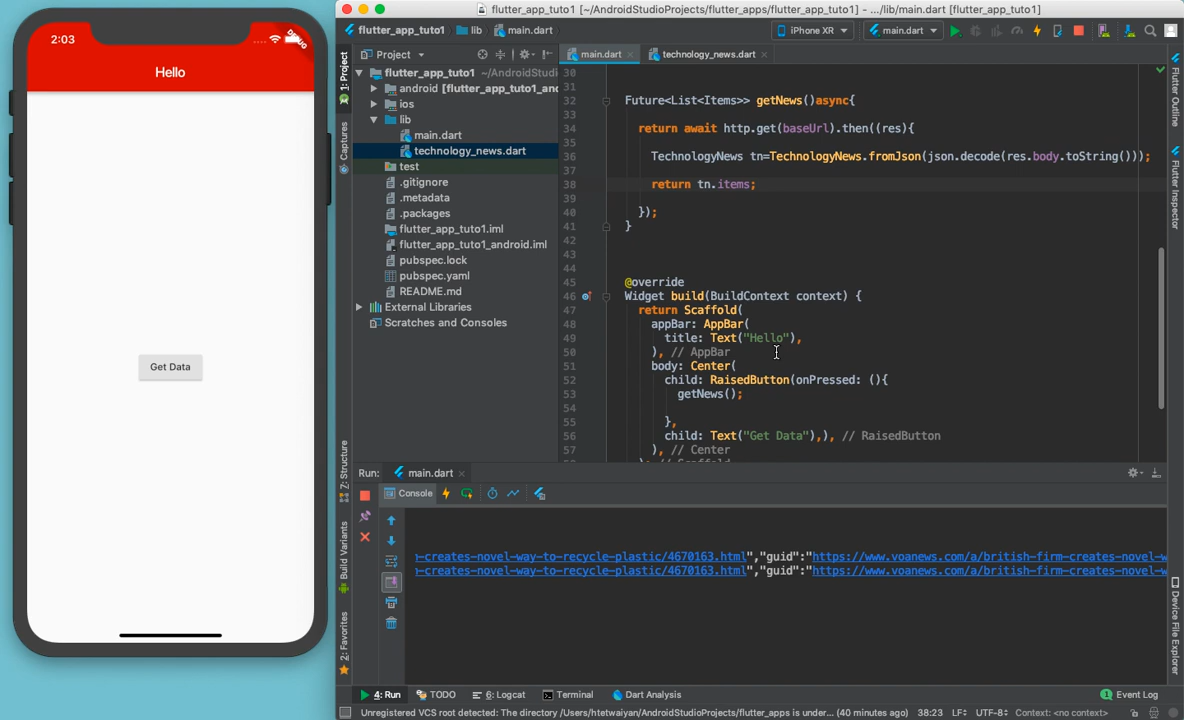 2:03
DEBUG
Hello
Get Data
flutter_app_tuto1 [~/AndroidStudioProjects/flutter_apps/flutter_app_tuto1] - .../lib/main.dart [flutter_app_tuto1]
flutter_app_tuto1 lib main.dart
iPhone XR main.dart
1: Project
Captures
7: Structure
Build Variants
2: Favorites
Project
flutter_app_tuto1 ~/AndroidStudi
android [flutter_app_tuto1_and
ios
lib
main.dart
technology_news.dart
test
.gitignore
.metadata
.packages
flutter_app_tuto1.iml
flutter_app_tuto1_android.iml
pubspec.lock
pubspec.yaml
README.md
External Libraries
Scratches and Consoles
main.dart technology_news.dart
30
31
32 Future<List<Items>> getNews()async{
33
34 return await http.get(baseUrl).then((res){
35
36 TechnologyNews tn=TechnologyNews.fromJson(json.decode(res.body.toString()));
37
38 return tn.items;
39
40 });
41 }
42
43
44
45 @override
46 Widget build(BuildContext context) {
47 return Scaffold(
48 appBar: AppBar(
49 title: Text("Hello"),
50 ), // AppBar
51 body: Center(
52 child: RaisedButton(onPressed: (){
53 getNews();
54
55 },
56 child: Text("Get Data"),), // RaisedButton
57 ), // Center
Flutter Outline
Flutter Inspector
Device File Explorer
Run: main.dart
Console
-creates-novel-way-to-recycle-plastic/4670163.html","guid":"https://www.voanews.com/a/british-firm-creates-novel-w
-creates-novel-way-to-recycle-plastic/4670163.html","guid":"https://www.voanews.com/a/british-firm-creates-novel-w
4: Run TODO 6: Logcat Terminal Dart Analysis 1 Event Log
Unregistered VCS root detected: The directory /Users/htetwaiyan/AndroidStudioProjects/flutter_apps is under... (40 minutes ago) 38:23 LF÷ UTF-8÷ Context: <no context>